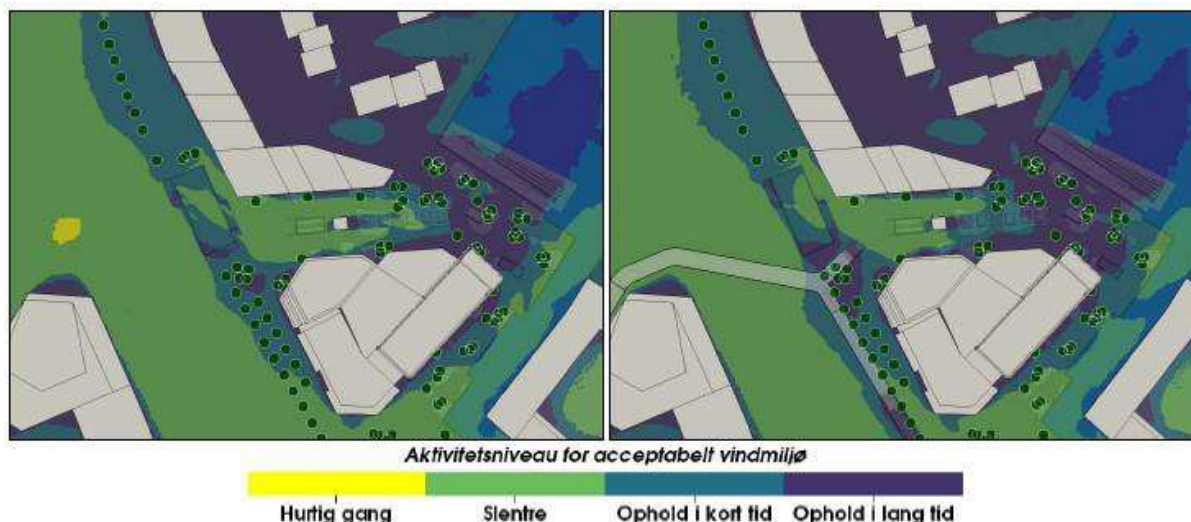 Aktivitetsniveau for acceptabelt vindmiljø
Hurtig gang Slentre Ophold i kort tid Ophold i lang tid